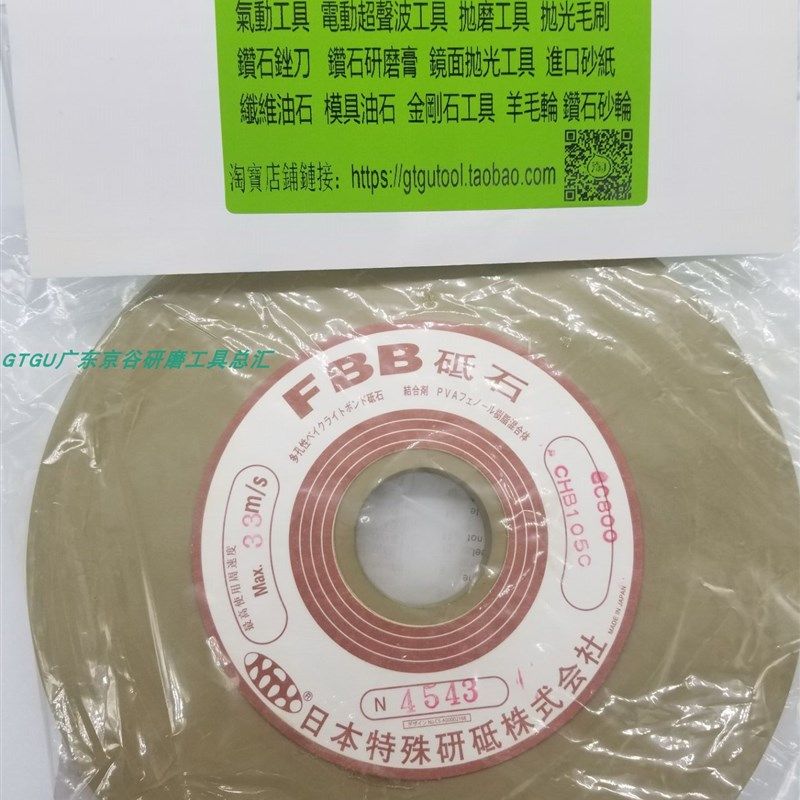 氣動工具 電動超聲波工具 拋磨工具 拋光毛刷
鑽石銼刀 鑽石研磨膏 鏡面拋光工具 進口砂紙
纖維油石 模具油石 金剛石工具 羊毛輪 鑽石砂輪
淘寶店鋪鏈接：https://gtgutool.taobao.com
GTGU广东京谷研磨工具总汇
FBB 砥石
多孔性ベイクライトボンド砥石 結合剤 PVAフェノール樹脂混合体
最高使用周速度
Max. 33m/s
GC800
CHB105C
MADE IN JAPAN
N 4543
日本特殊研砥株式会社